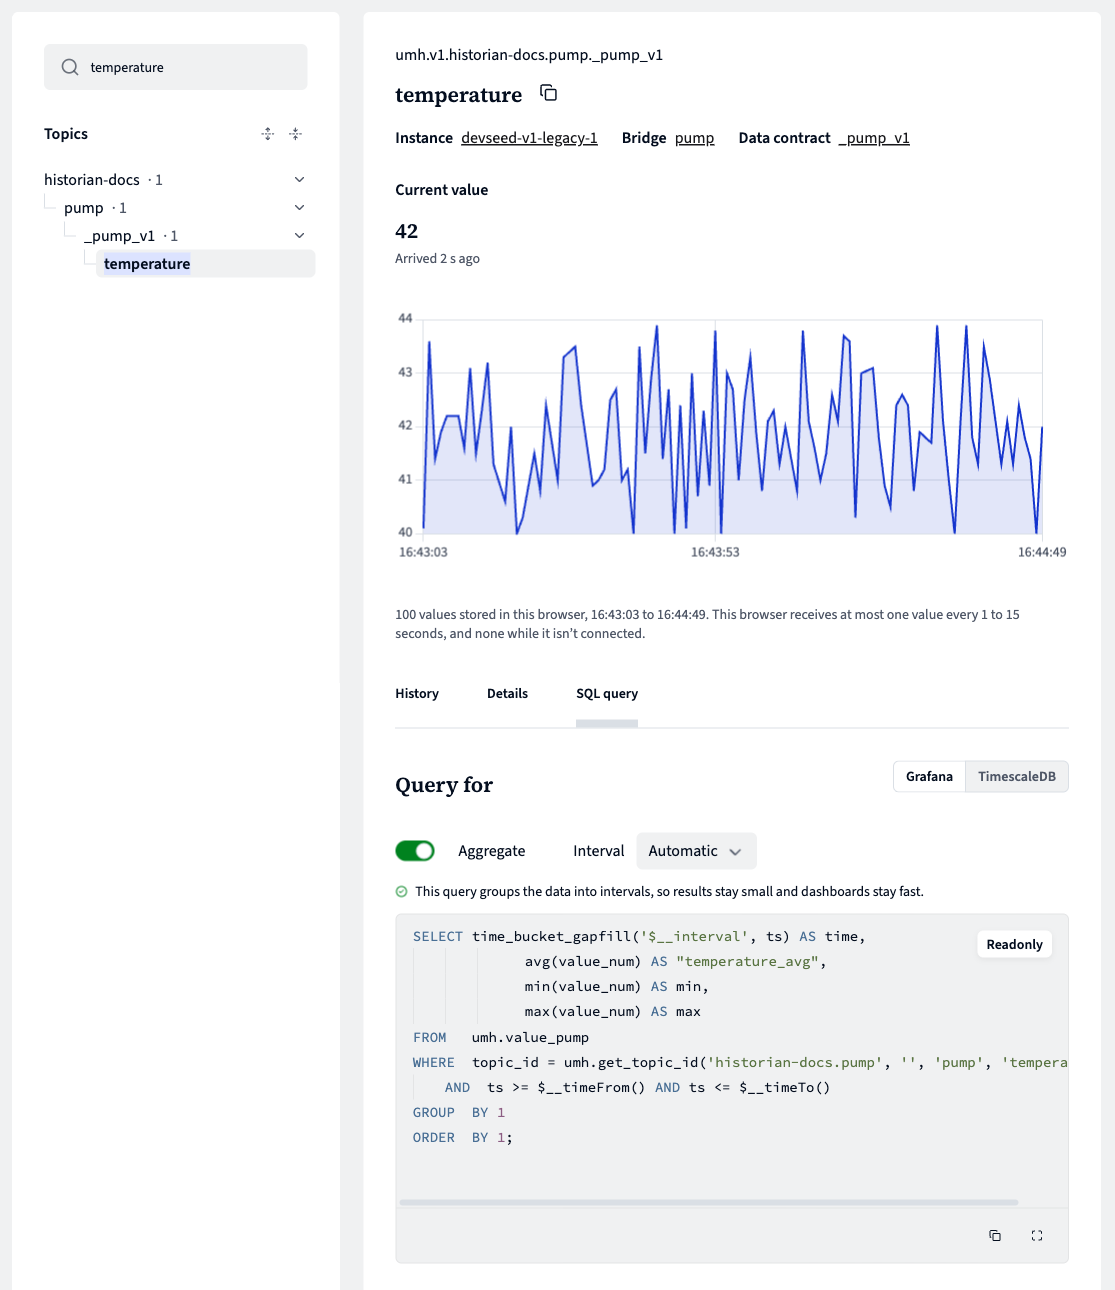 temperature
Topics
historian-docs · 1
pump · 1
_pump_v1 · 1
temperature
umh.v1.historian-docs.pump._pump_v1
temperature
Instance devseed-v1-legacy-1 Bridge pump Data contract _pump_v1
Current value
42
Arrived 2 s ago
44
43
42
41
40
16:43:03 16:43:53 16:44:49
100 values stored in this browser, 16:43:03 to 16:44:49. This browser receives at most one value every 1 to 15
seconds, and none while it isn’t connected.
History Details SQL query
Query for
Grafana TimescaleDB
Aggregate Interval Automatic
This query groups the data into intervals, so results stay small and dashboards stay fast.
SELECT time_bucket_gapfill('$__interval', ts) AS time,
Readonly
avg(value_num) AS "temperature_avg",
min(value_num) AS min,
max(value_num) AS max
FROM umh.value_pump
WHERE topic_id = umh.get_topic_id('historian-docs.pump', '', 'pump', 'tempera
AND ts >= $__timeFrom() AND ts <= $__timeTo()
GROUP BY 1
ORDER BY 1;